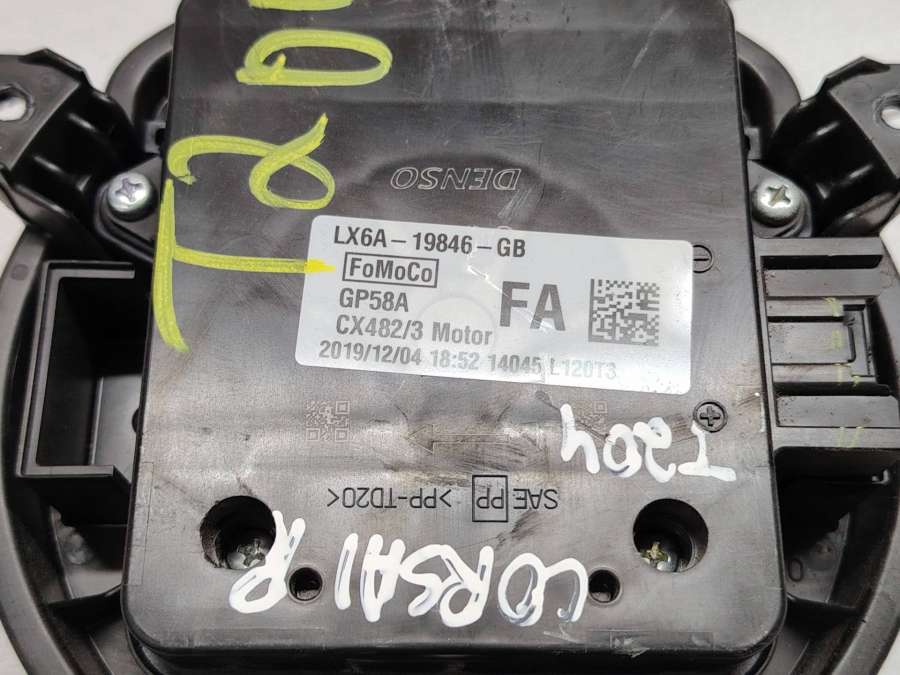 T20
DENSO
LX6A-19846-GB
FoMoCo
GP58A
FA
CX482/3 Motor
2019/12/04 18:52 14045 L120T3
T204
SAE PP >PP-TD20<
CORSAIR